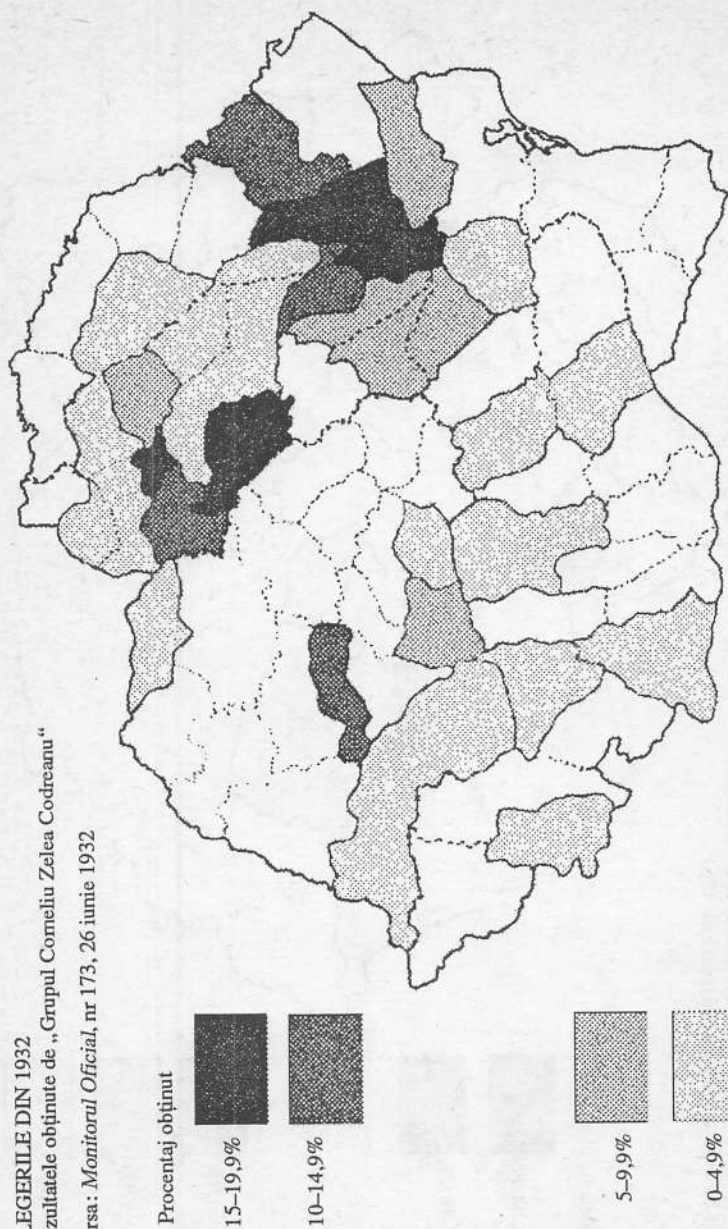 LEGERILE DIN 1932
zultatele obținute de „Grupul Corneliu Zelea Codreanu“
rsa: Monitorul Oficial, nr 173, 26 iunie 1932
Procentaj obținut
15–19,9%
10–14,9%
5–9,9%
0–4,9%